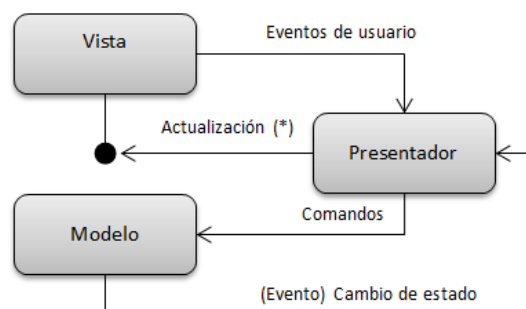 Vista
Eventos de usuario
Actualización (*)
Presentador
Comandos
Modelo
(Evento) Cambio de estado